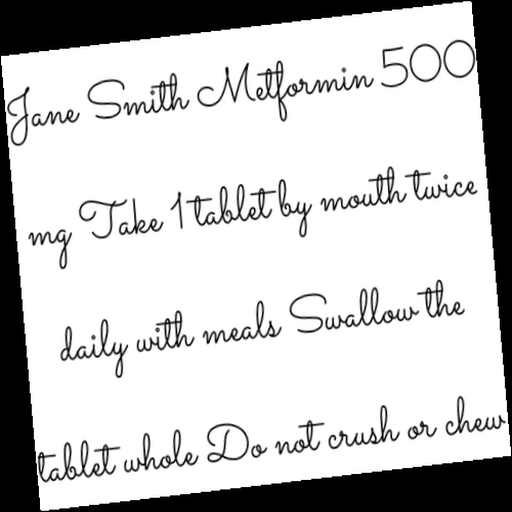 Jane Smith Metformin 500
mg Take 1 tablet by mouth twice
daily with meals Swallow the
tablet whole Do not crush or chew